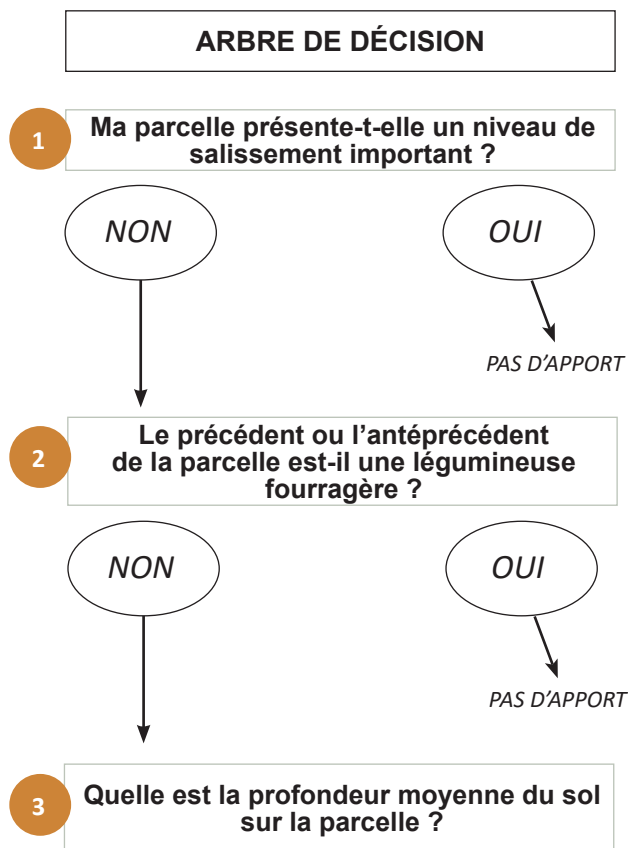 ARBRE DE DÉCISION
1
Ma parcelle présente-t-elle un niveau de
salissement important ?
NON
OUI
PAS D'APPORT
2
Le précédent ou l'antéprécédent
de la parcelle est-il une légumineuse
fourragère ?
NON
OUI
PAS D'APPORT
3
Quelle est la profondeur moyenne du sol
sur la parcelle ?